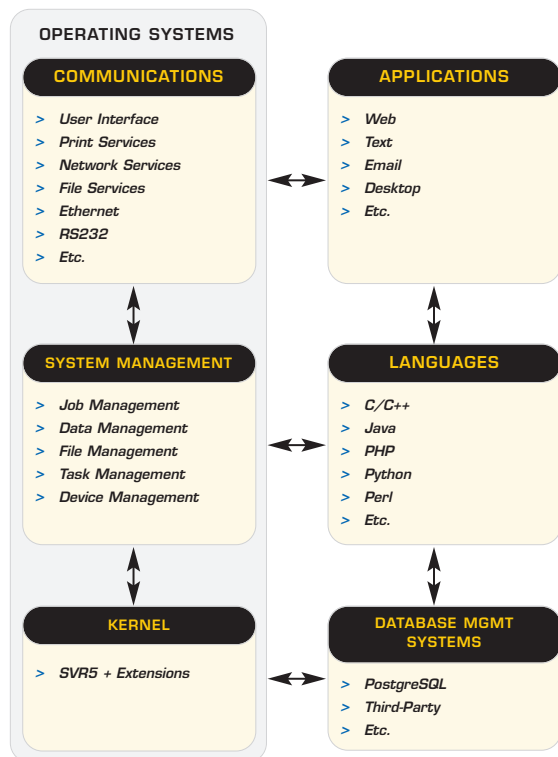 OPERATING SYSTEMS
COMMUNICATIONS
> User Interface
> Print Services
> Network Services
> File Services
> Ethernet
> RS232
> Etc.
SYSTEM MANAGEMENT
> Job Management
> Data Management
> File Management
> Task Management
> Device Management
KERNEL
> SVR5 + Extensions
APPLICATIONS
> Web
> Text
> Email
> Desktop
> Etc.
LANGUAGES
> C/C++
> Java
> PHP
> Python
> Perl
> Etc.
DATABASE MGMT
SYSTEMS
> PostgreSQL
> Third-Party
> Etc.